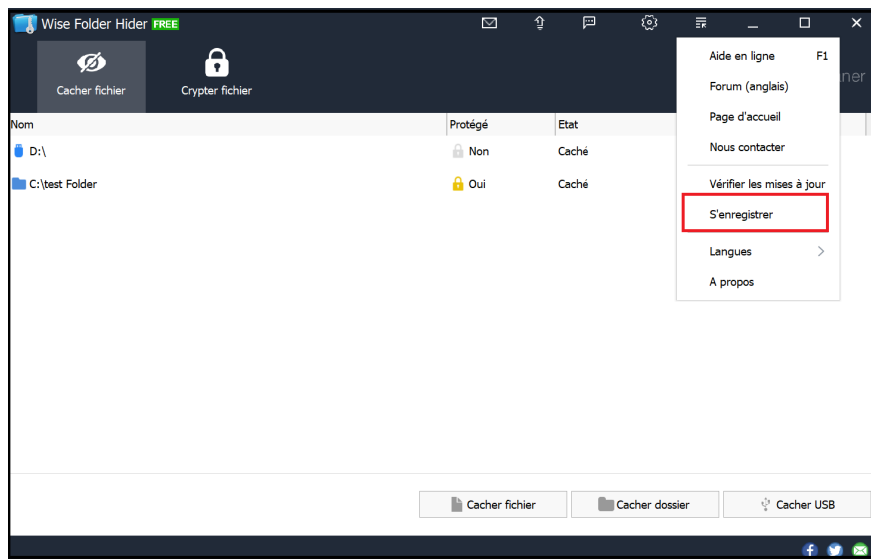 Wise Folder Hider FREE
Cacher fichier
Crypter fichier
Aide en ligne F1
Forum (anglais)
Page d'accueil
Nous contacter
Vérifier les mises à jour
S'enregistrer
Langues
A propos
Nom Protégé Etat
D:\ Non Caché
C:\test Folder Oui Caché
Cacher fichier Cacher dossier Cacher USB